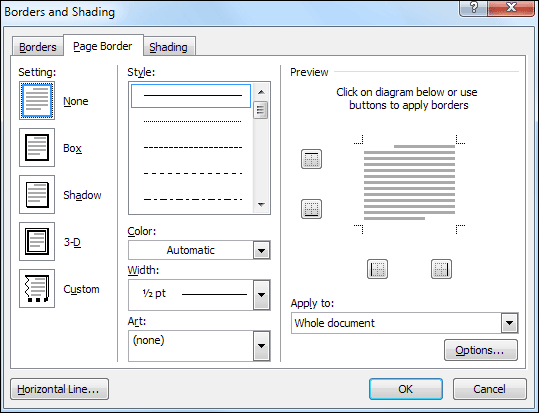 Borders and Shading
Borders
Page Border
Shading
Setting:
None
Box
Shadow
3-D
Custom
Style:
Color:
Automatic
Width:
½ pt
Art:
(none)
Preview
Click on diagram below or use
buttons to apply borders
Apply to:
Whole document
Options...
Horizontal Line...
OK
Cancel